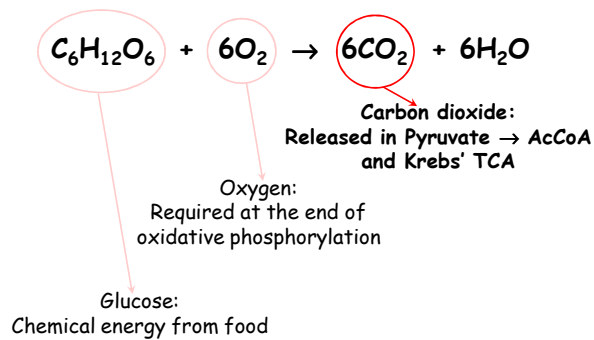 C₆H₁₂O₆ + 6O₂ → 6CO₂ + 6H₂O
Carbon dioxide:
Released in Pyruvate → AcCoA
and Krebs' TCA
Oxygen:
Required at the end of
oxidative phosphorylation
Glucose:
Chemical energy from food